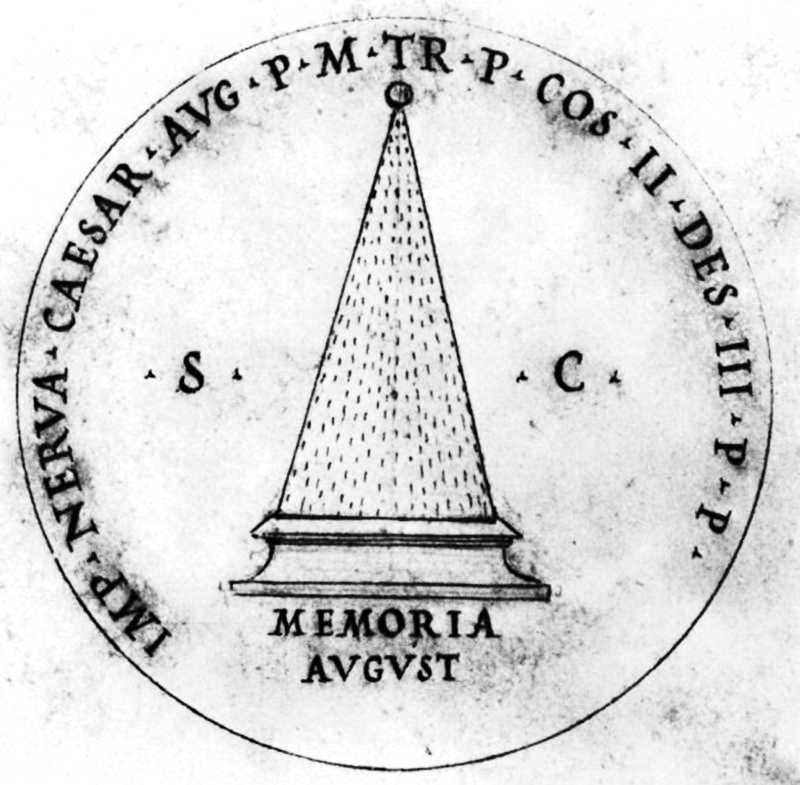 IMP · NERVA · CAESAR · AVG · P · M · TR · P · COS · II · DES · III · P · P ·
· S · · C ·
MEMORIA
AVGVST